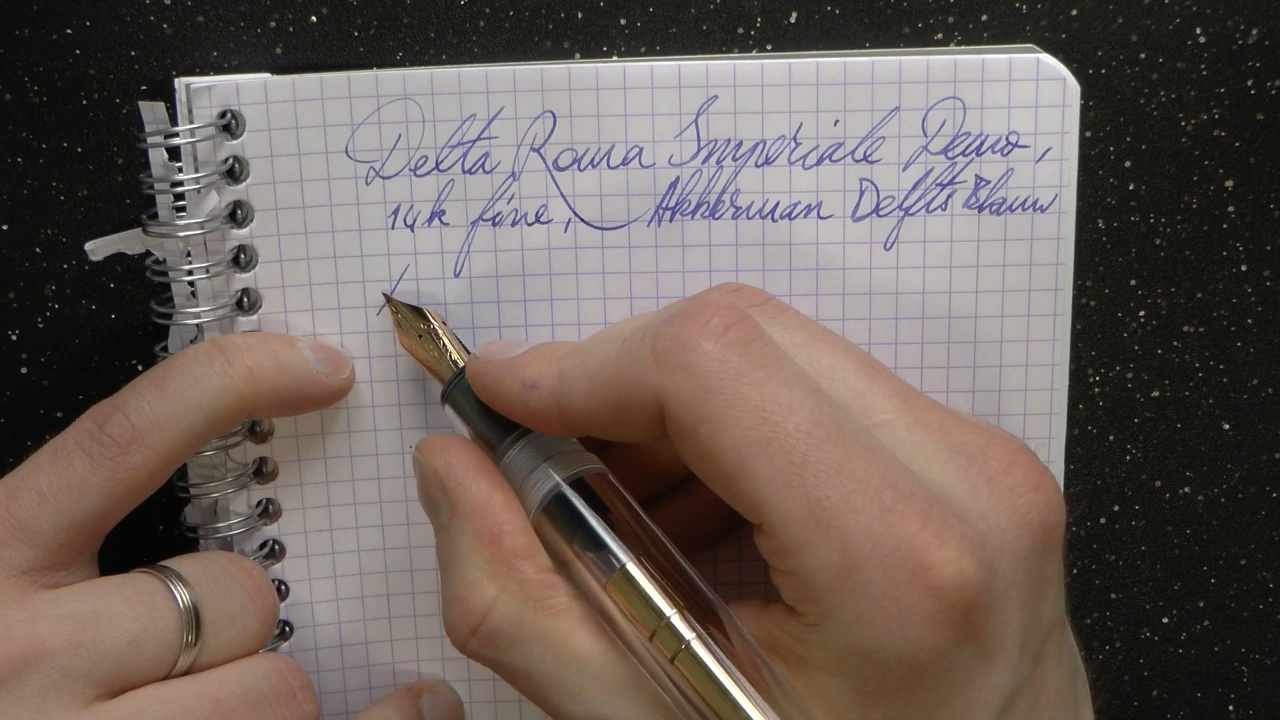 Delta Roma Imperiale Demo,
14k fine, Akkerman Delfts Blauw